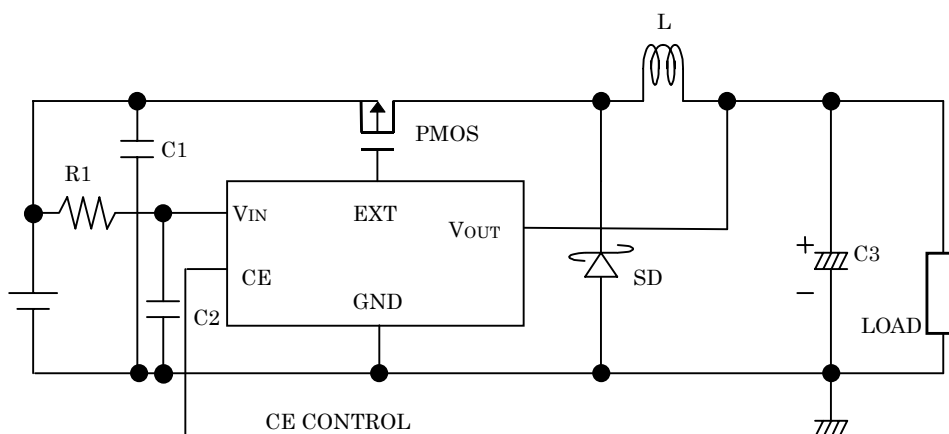 L
PMOS
C1
R1
VIN
EXT
VOUT
CE
GND
C2
SD
+
C3
−
LOAD
CE CONTROL